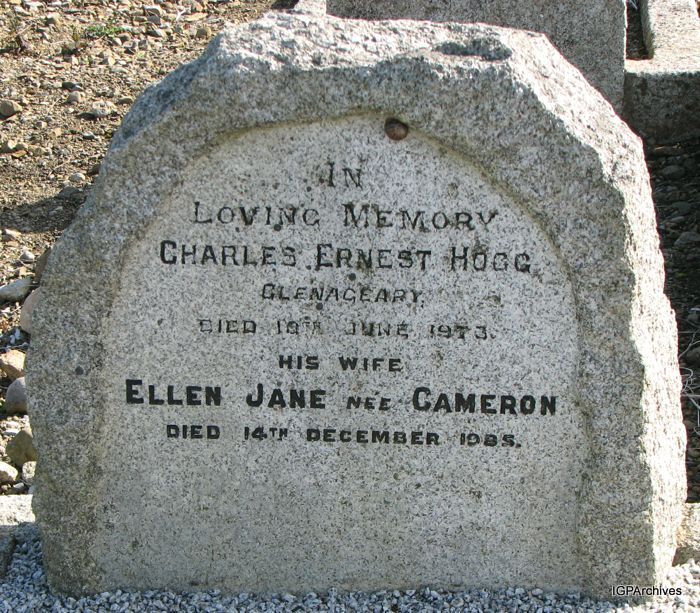 IN
LOVING MEMORY
CHARLES ERNEST HOGG
GLENAGEARY,
DIED 18TH JUNE 1973.
HIS WIFE
ELLEN JANE NEE CAMERON
DIED 14TH DECEMBER 1985.
IGPArchives